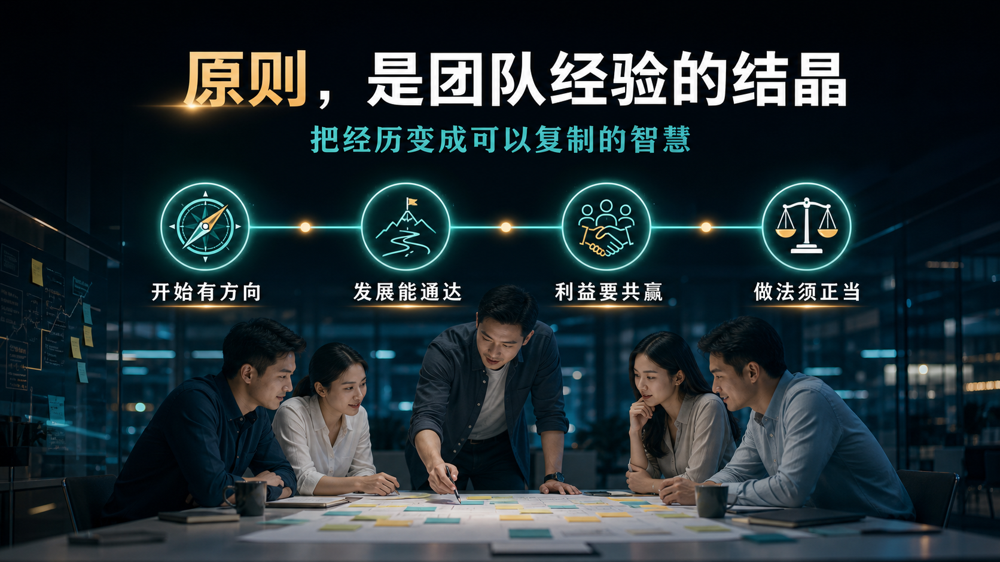 原则，是团队经验的结晶
把经历变成可以复制的智慧
开始有方向
发展能通达
利益要共赢
做法须正当